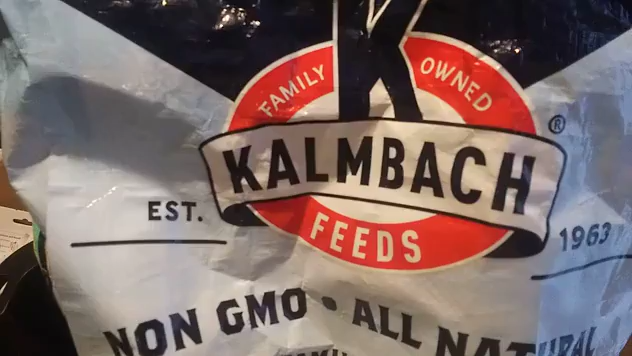 K
FAMILY OWNED
KALMBACH ®
FEEDS
EST. 1963
NON GMO • ALL NATURAL